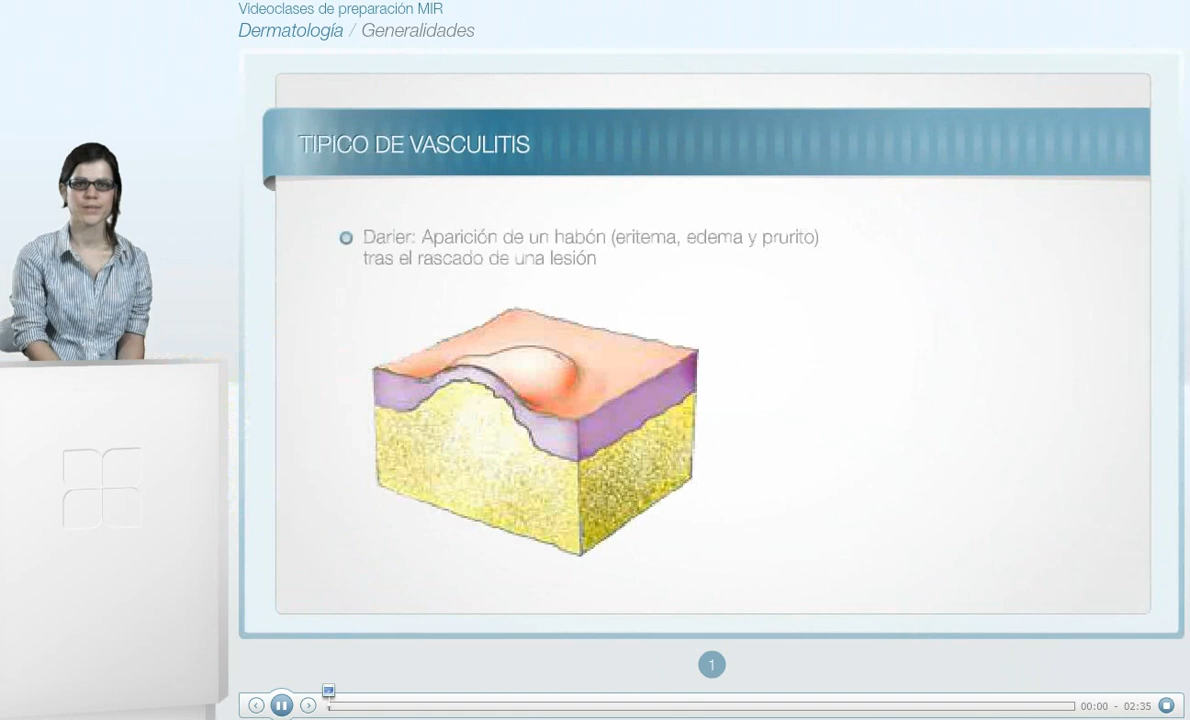 Videoclases de preparación MIR
Dermatología / Generalidades
TIPICO DE VASCULITIS
Darier: Aparición de un habón (eritema, edema y prurito)
tras el rascado de una lesión
1
00:00 - 02:35